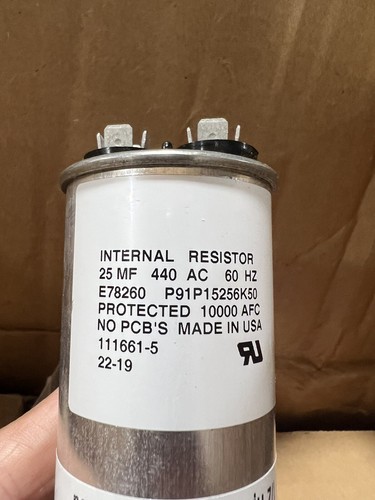 INTERNAL RESISTOR
25 MF 440 AC 60 HZ
E78260 P91P15256K50
PROTECTED 10000 AFC
NO PCB'S MADE IN USA
111661-5
22-19